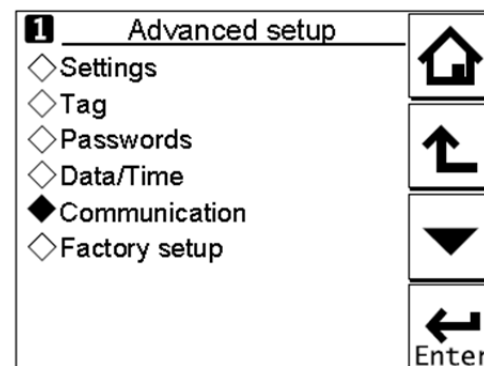 1 Advanced setup
Settings
Tag
Passwords
Data/Time
Communication
Factory setup
Enter